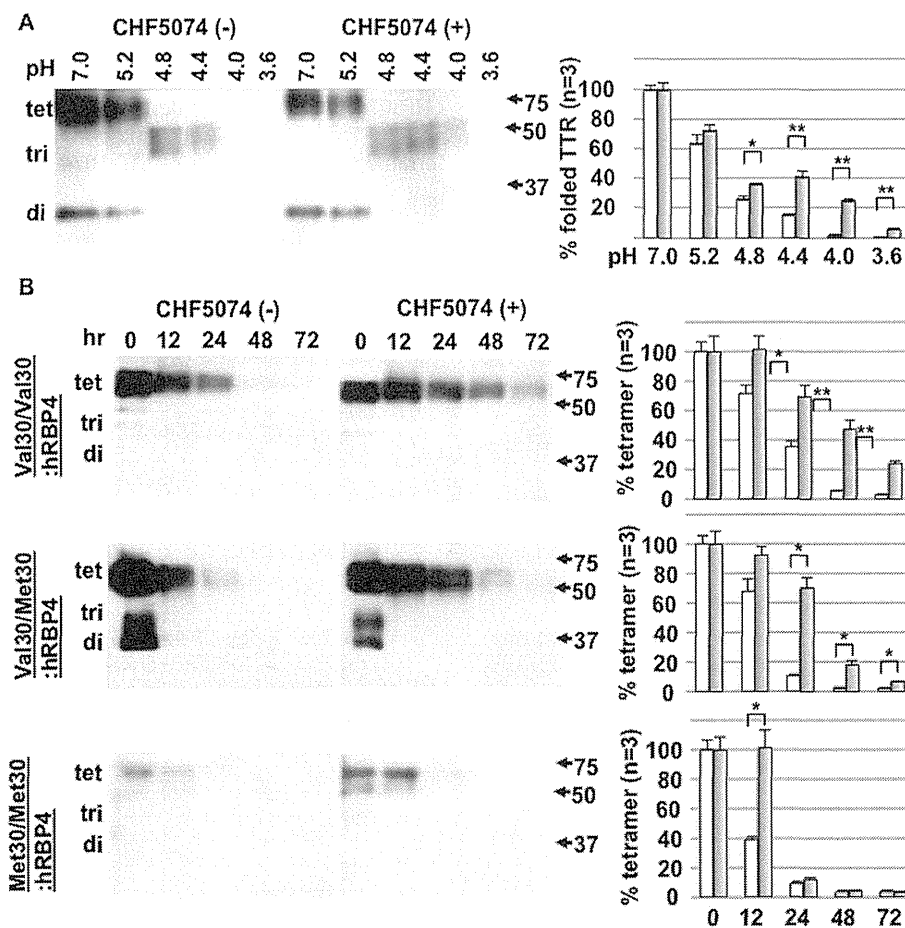 A
CHF5074 (-) CHF5074 (+)
pH 7.0 5.2 4.8 4.4 4.0 3.6 7.0 5.2 4.8 4.4 4.0 3.6
tet
tri
di
75
50
37
% folded TTR (n=3)
100
80
60
40
20
* ** ** **
pH 7.0 5.2 4.8 4.4 4.0 3.6
B
CHF5074 (-) CHF5074 (+)
hr 0 12 24 48 72 0 12 24 48 72
Val30/Val30
:hRBP4
tet
tri
di
75
50
37
% tetramer (n=3)
100
80
60
40
20
0
* ** **
Val30/Met30
:hRBP4
tet
tri
di
75
50
37
% tetramer (n=3)
100
80
60
40
20
0
* * *
Met30/Met30
:hRBP4
tet
tri
di
75
50
37
% tetramer (n=3)
100
80
60
40
20
0
*
0 12 24 48 72